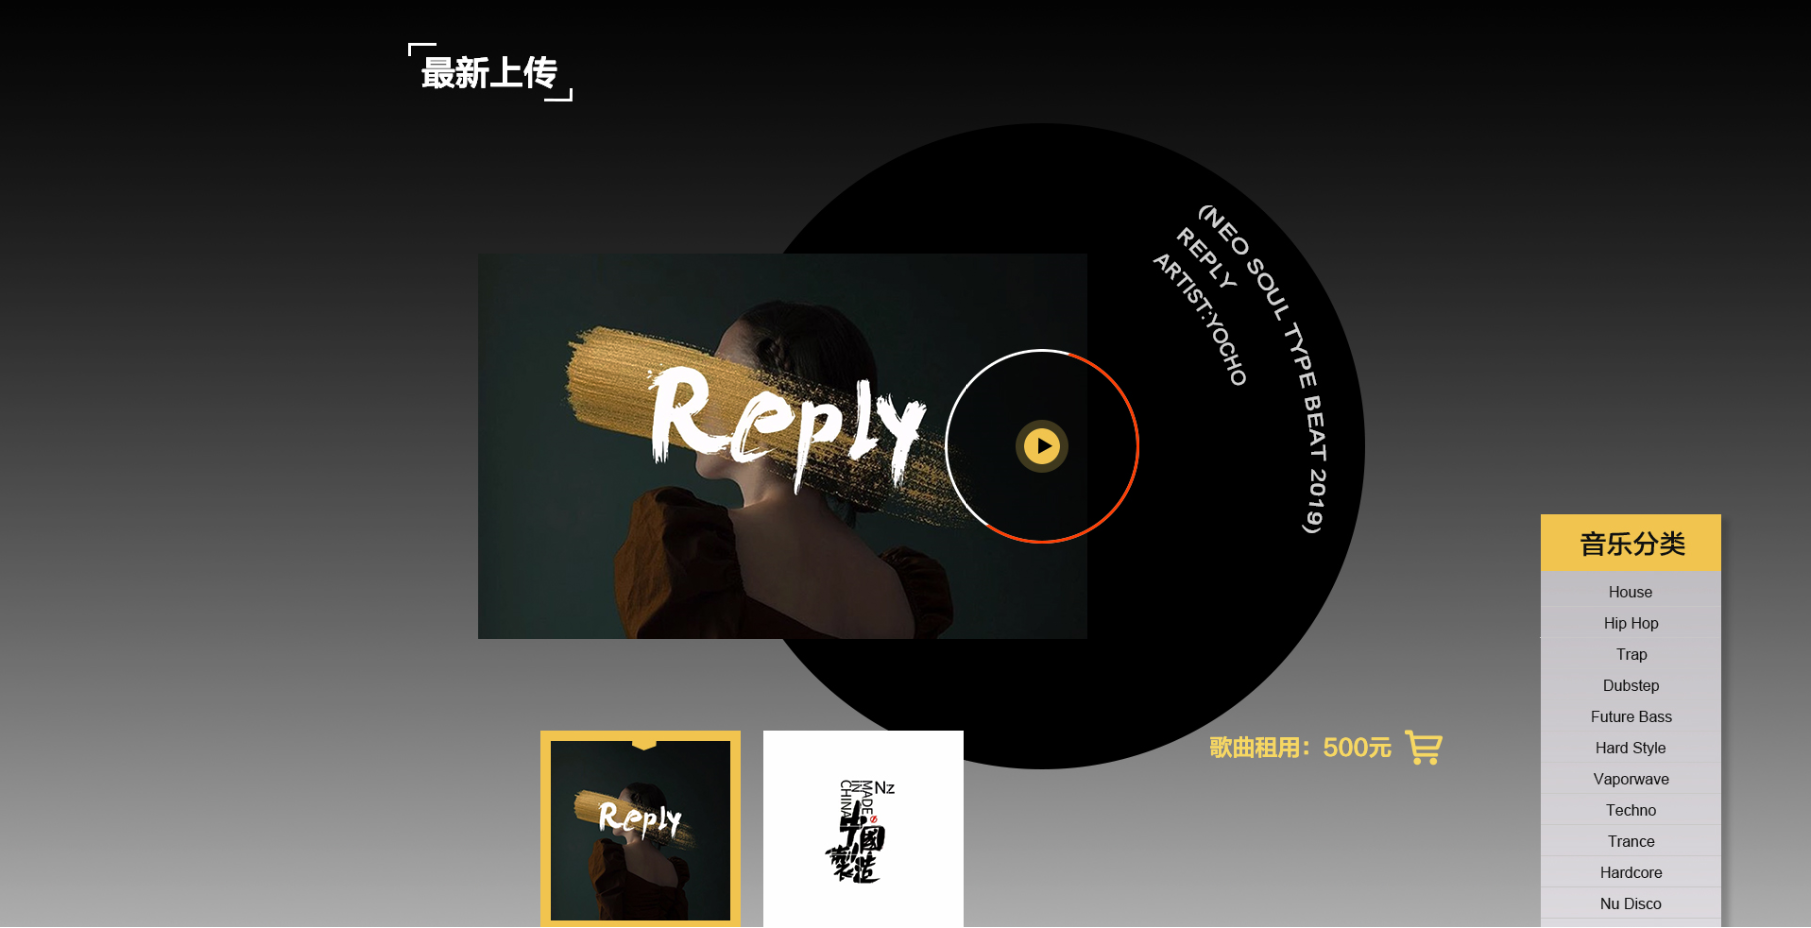 最新上传
(NEO SOUL TYPE BEAT 2019)
REPLY
ARTIST:YOCHO
Reply
音乐分类
House
Hip Hop
Trap
Dubstep
Future Bass
Hard Style
Vaporwave
Techno
Trance
Hardcore
Nu Disco
歌曲租用：500元
Reply
MADE
IN
CHINA
Nz
中國
製造